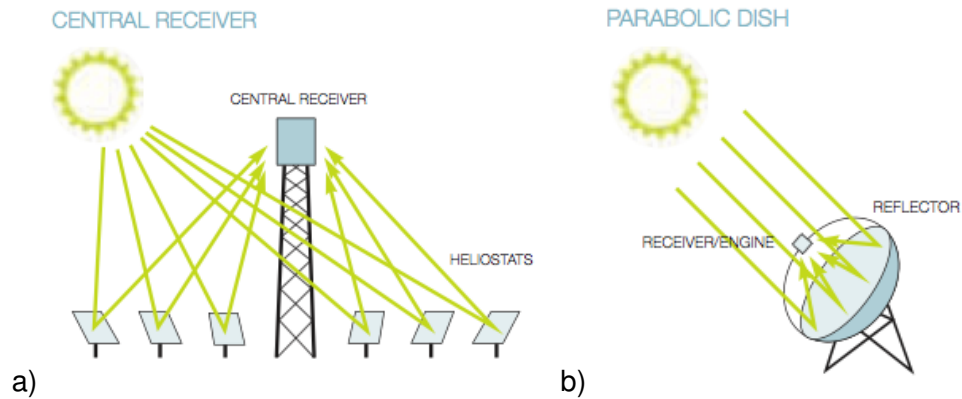 CENTRAL RECEIVER
CENTRAL RECEIVER
HELIOSTATS
a)
PARABOLIC DISH
REFLECTOR
RECEIVER/ENGINE
b)